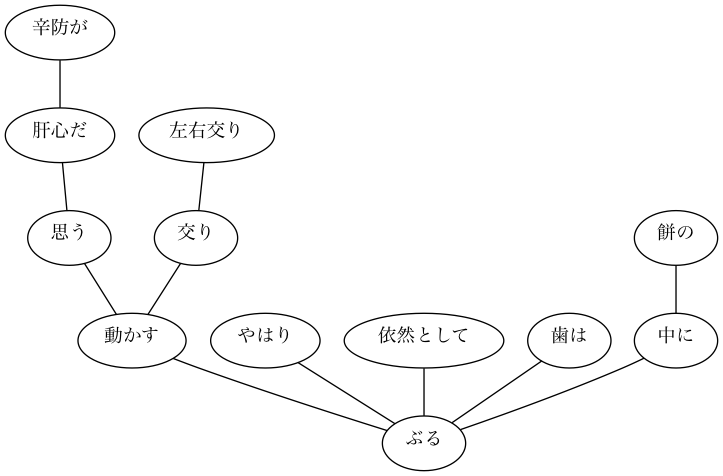 辛防が
肝心だ
左右交り
思う
交り
餅の
動かす
やはり
依然として
歯は
中に
ぶる